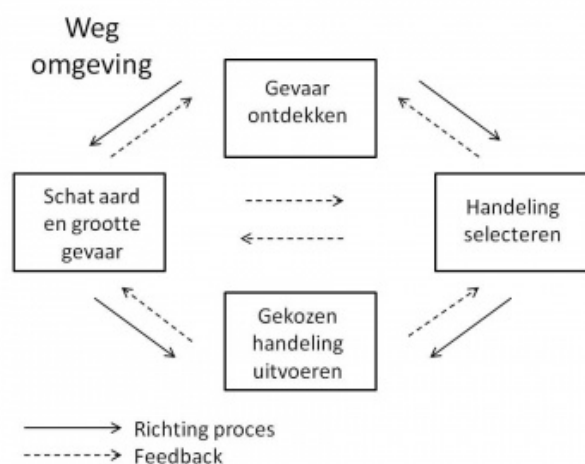 Weg
omgeving
Gevaar
ontdekken
Schat aard
en grootte
gevaar
Handeling
selecteren
Gekozen
handeling
uitvoeren
Richting proces
Feedback